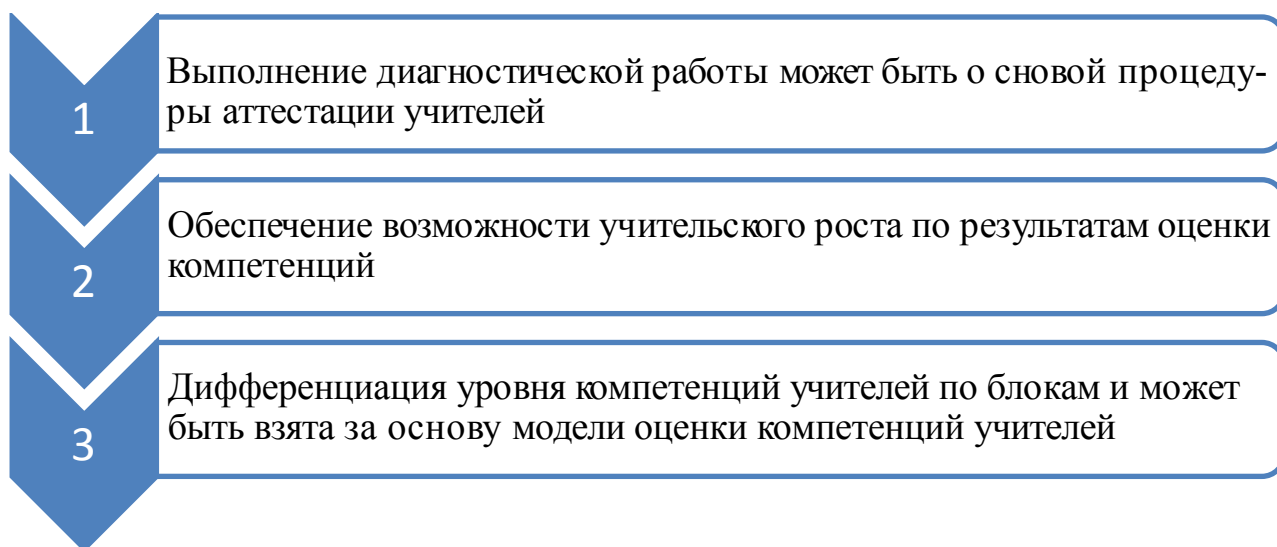 1
Выполнение диагностической работы может быть о сновой процеду-
ры аттестации учителей
2
Обеспечение возможности учительского роста по результатам оценки
компетенций
3
Дифференциация уровня компетенций учителей по блокам и может
быть взята за основу модели оценки компетенций учителей